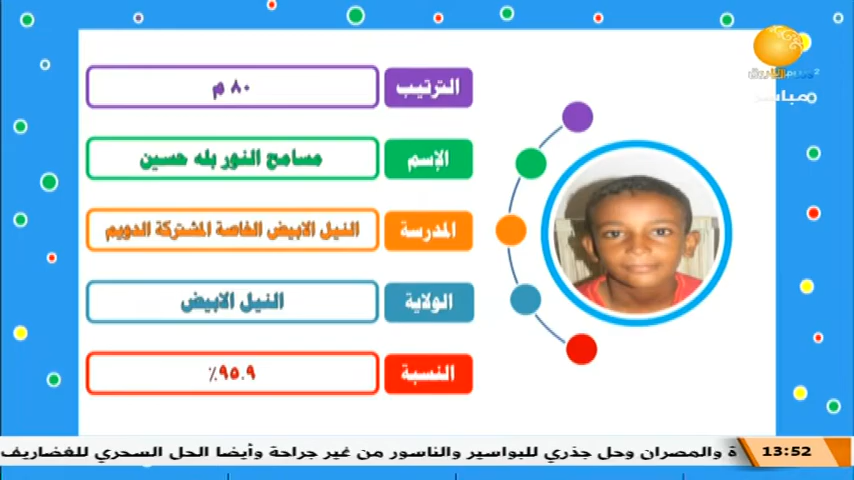 الترتيب
٨٠ م
الإسم
مسامح النور بله حسين
المدرسة
النيل الابيض الخاصة المشتركة الدويم
الولاية
النيل الابيض
النسبة
٩٥.٩٪
مباشر
ة والمصران وحل جذري للبواسير والناسور من غير جراحة وأيضا الحل السحري للغضاريف
13:52